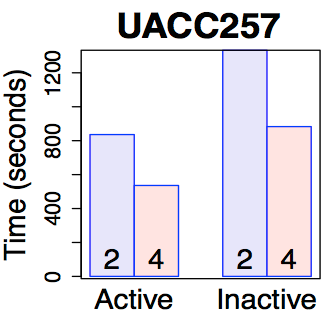 UACC257
Time (seconds)
1200
800
400
0
2 4 2 4
Active Inactive